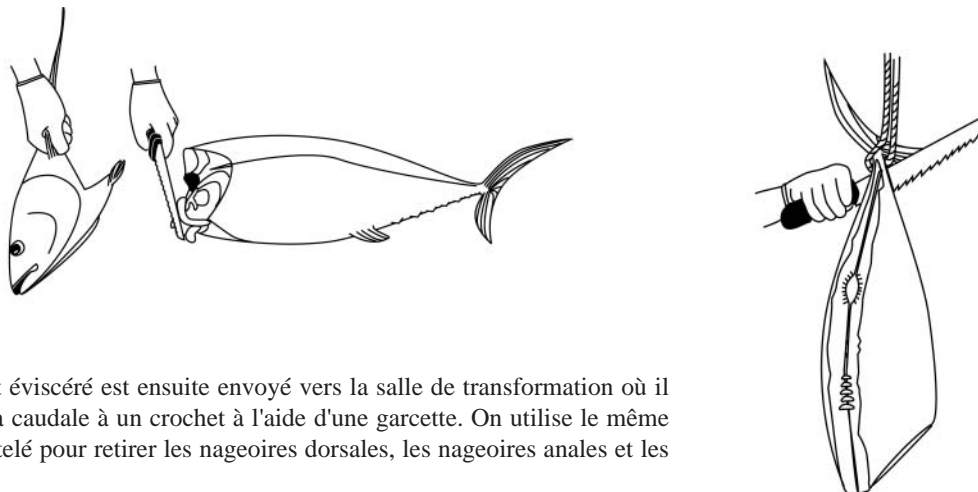 éviscéré est ensuite envoyé vers la salle de transformation où il
caudale à un crochet à l'aide d'une garcette. On utilise le même
pour retirer les nageoires dorsales, les nageoires anales et les